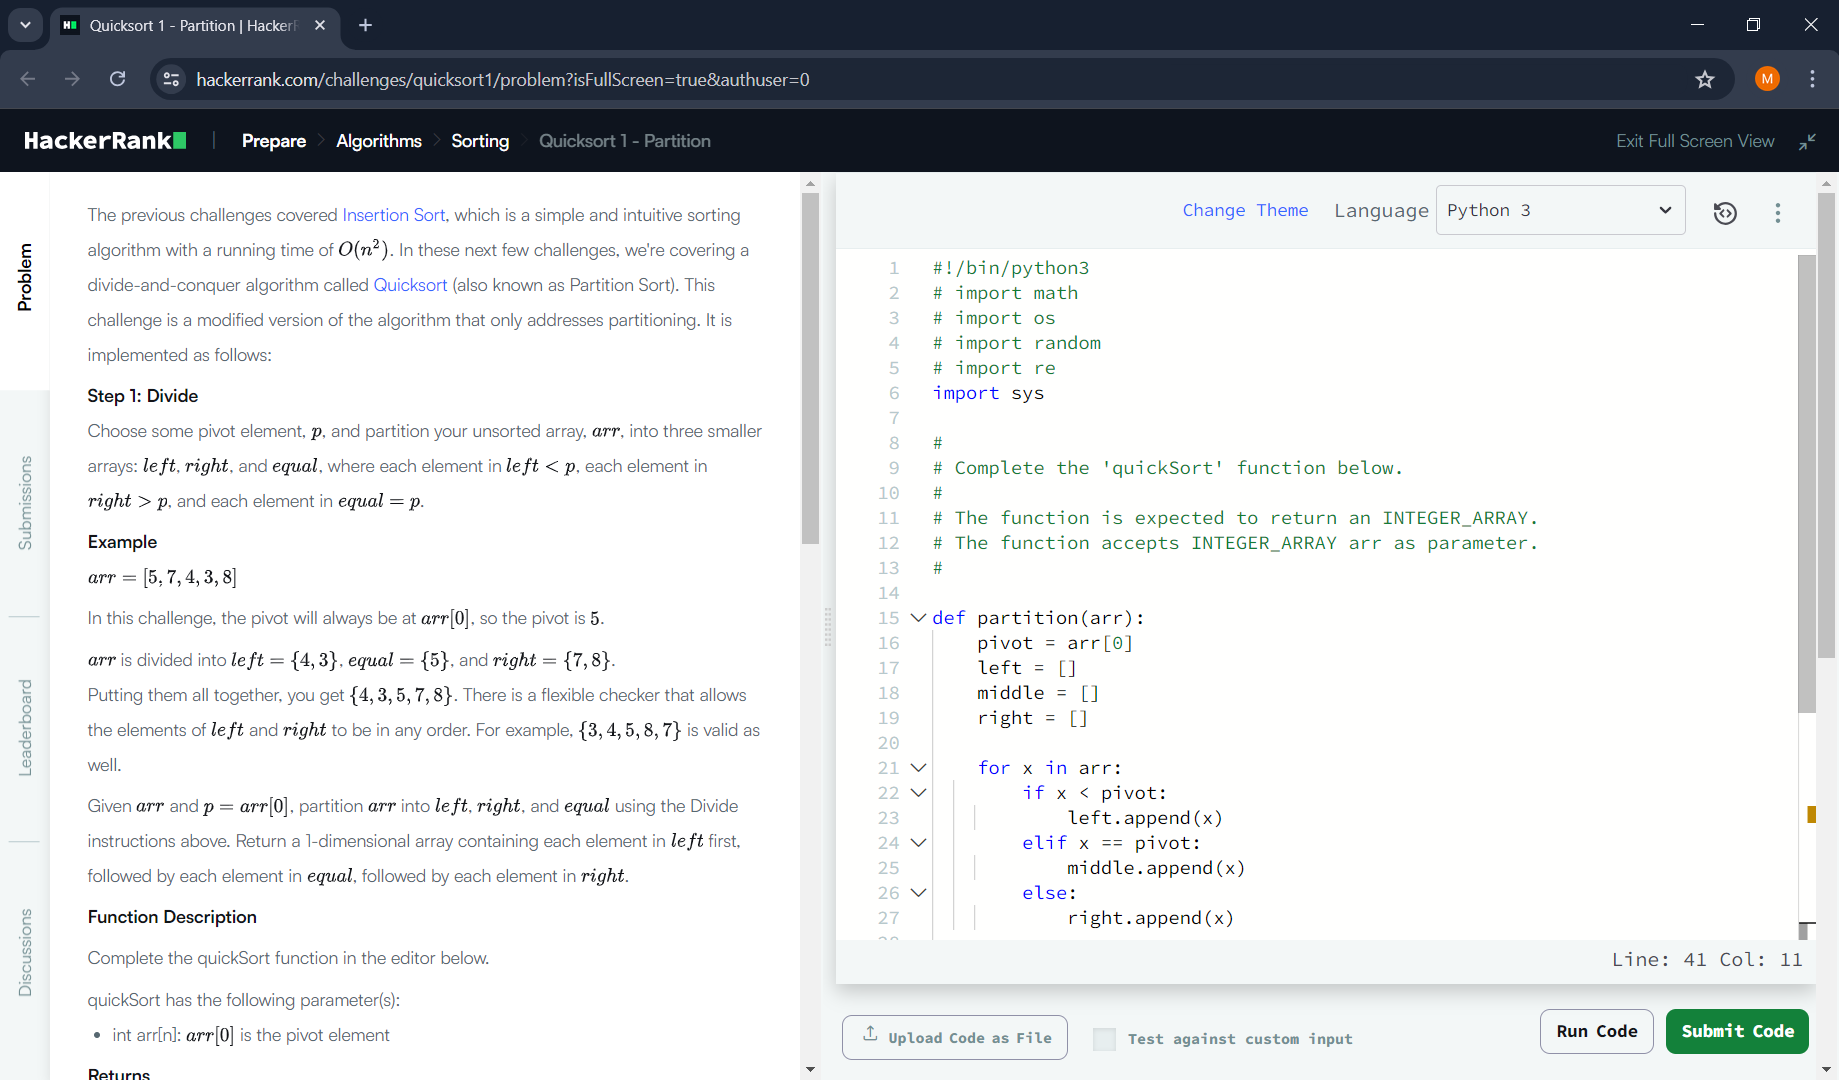 Quicksort 1 - Partition | HackerR
hackerrank.com/challenges/quicksort1/problem?isFullScreen=true&authuser=0
M
HackerRank
Prepare
Algorithms
Sorting
Quicksort 1 - Partition
Exit Full Screen View
Problem
Submissions
Leaderboard
Discussions
The previous challenges covered Insertion Sort, which is a simple and intuitive sorting
algorithm with a running time of O(n²). In these next few challenges, we're covering a
divide-and-conquer algorithm called Quicksort (also known as Partition Sort). This
challenge is a modified version of the algorithm that only addresses partitioning. It is
implemented as follows:
Step 1: Divide
Choose some pivot element, p, and partition your unsorted array, arr, into three smaller
arrays: left, right, and equal, where each element in left < p, each element in
right > p, and each element in equal = p.
Example
arr = [5, 7, 4, 3, 8]
In this challenge, the pivot will always be at arr[0], so the pivot is 5.
arr is divided into left = {4, 3}, equal = {5}, and right = {7, 8}.
Putting them all together, you get {4, 3, 5, 7, 8}. There is a flexible checker that allows
the elements of left and right to be in any order. For example, {3, 4, 5, 8, 7} is valid as
well.
Given arr and p = arr[0], partition arr into left, right, and equal using the Divide
instructions above. Return a 1-dimensional array containing each element in left first,
followed by each element in equal, followed by each element in right.
Function Description
Complete the quickSort function in the editor below.
quickSort has the following parameter(s):
• int arr[n]: arr[0] is the pivot element
Returns
Change Theme
Language
Python 3
1 #!/bin/python3
2 # import math
3 # import os
4 # import random
5 # import re
6 import sys
7
8 #
9 # Complete the 'quickSort' function below.
10 #
11 # The function is expected to return an INTEGER_ARRAY.
12 # The function accepts INTEGER_ARRAY arr as parameter.
13 #
14
15 def partition(arr):
16 pivot = arr[0]
17 left = []
18 middle = []
19 right = []
20
21 for x in arr:
22 if x < pivot:
23 left.append(x)
24 elif x == pivot:
25 middle.append(x)
26 else:
27 right.append(x)
Line: 41 Col: 11
Upload Code as File
Test against custom input
Run Code
Submit Code